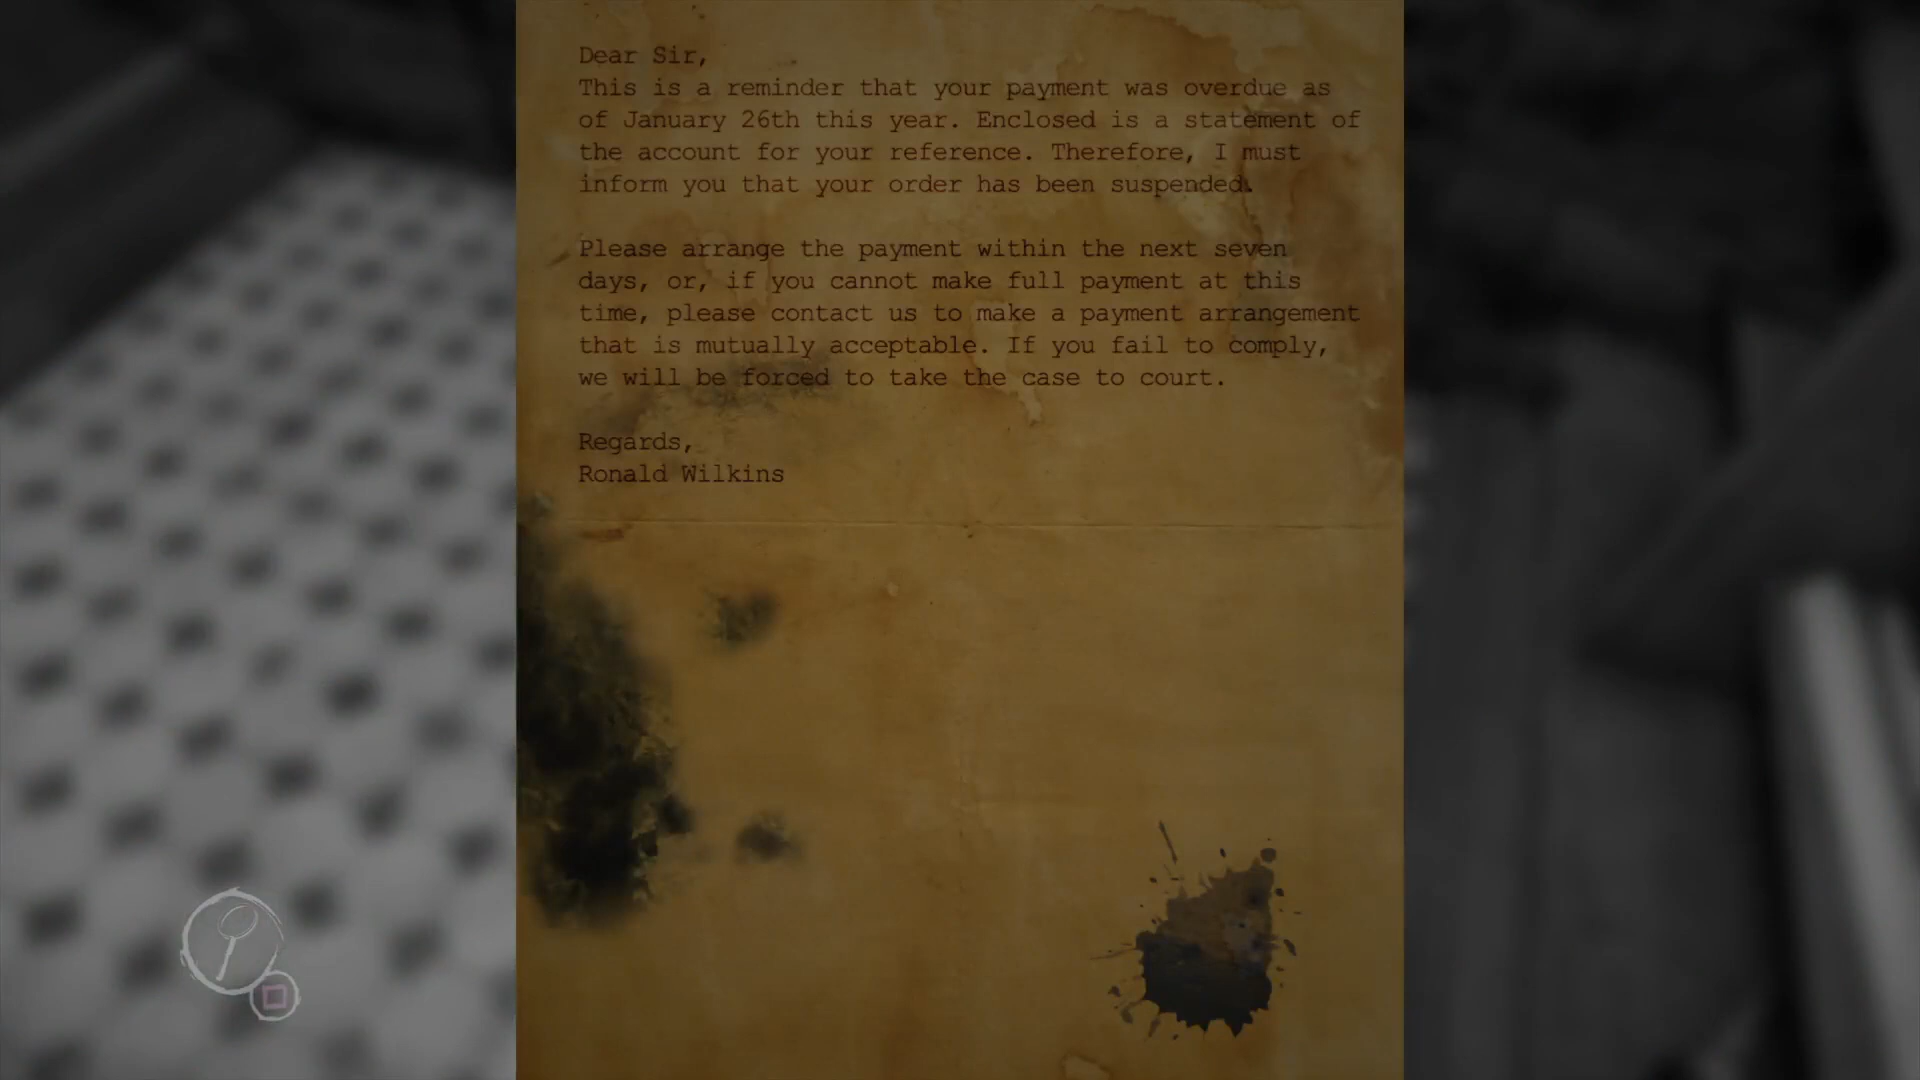 Dear Sir,
This is a reminder that your payment was overdue as
of January 26th this year. Enclosed is a statement of
the account for your reference. Therefore, I must
inform you that your order has been suspended.
Please arrange the payment within the next seven
days, or, if you cannot make full payment at this
time, please contact us to make a payment arrangement
that is mutually acceptable. If you fail to comply,
we will be forced to take the case to court.
Regards,
Ronald Wilkins